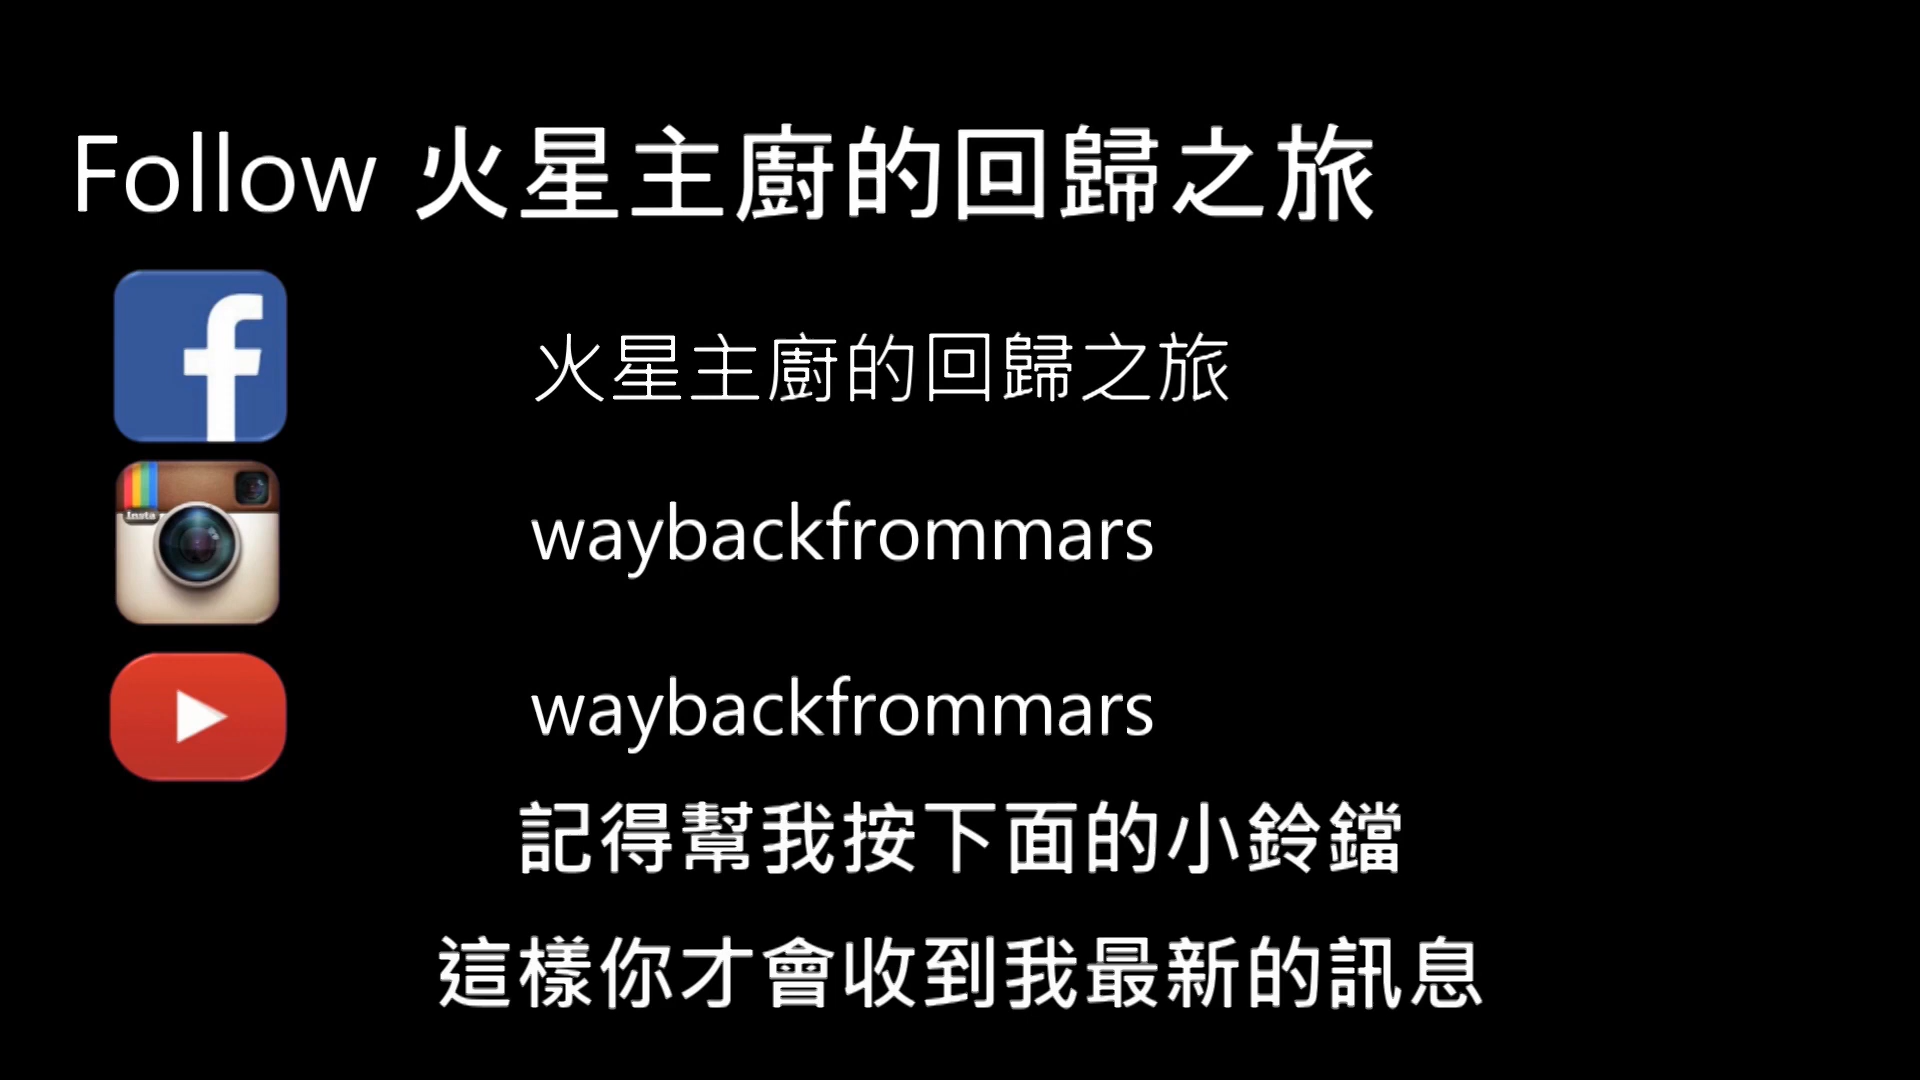 Follow 火星主廚的回歸之旅
火星主廚的回歸之旅
Insta
waybackfrommars
waybackfrommars
記得幫我按下面的小鈴鐺
這樣你才會收到我最新的訊息